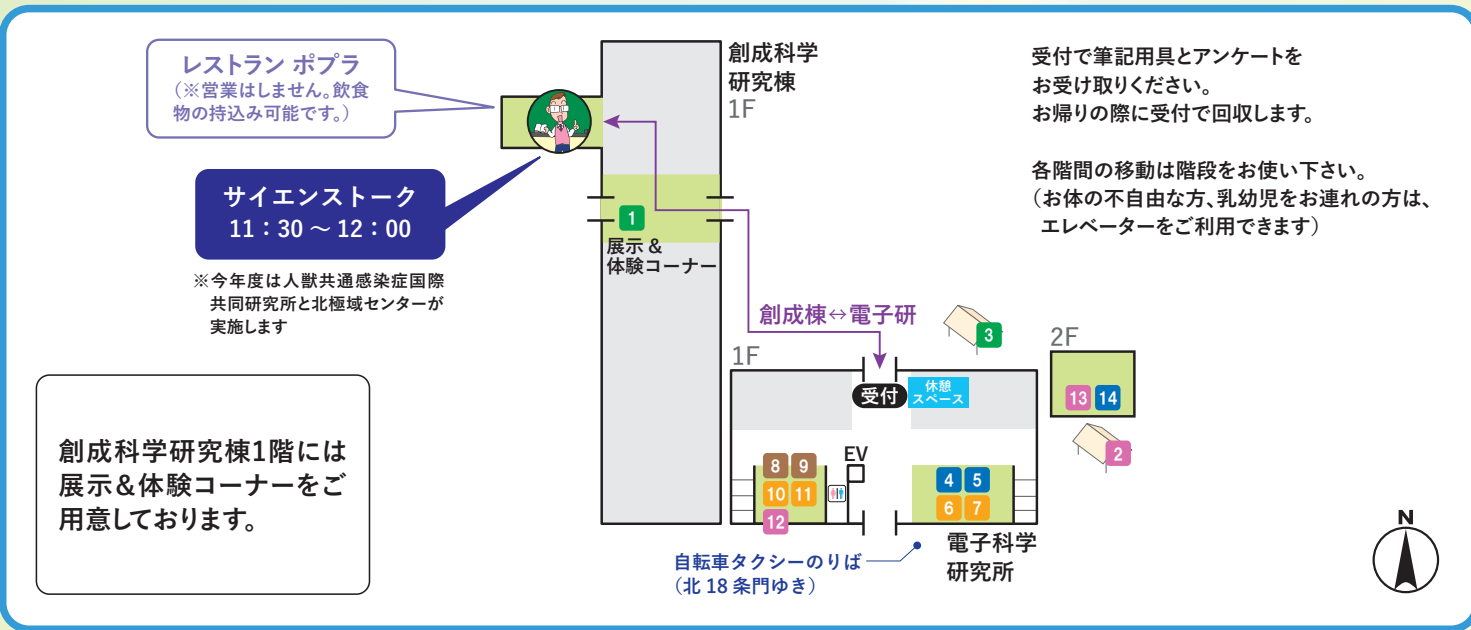 レストラン ポプラ
（※営業はしません。飲食
物の持込み可能です。）
サイエンストーク
11：30 ～ 12：00
※今年度は人獣共通感染症国際
共同研究所と北極域センターが
実施します
創成科学研究棟1階には
展示&体験コーナーをご
用意しております。
創成科学
研究棟
1F
1
展示 &
体験コーナー
創成棟↔電子研
受付で筆記用具とアンケートを
お受け取りください。
お帰りの際に受付で回収します。
各階間の移動は階段をお使い下さい。
（お体の不自由な方、乳幼児をお連れの方は、
エレベーターをご利用できます）
3
1F
受付
休憩
スペース
2F
13 14
2
EV
8 9
10 11
12
4 5
6 7
電子科学
研究所
自転車タクシーのりば
（北 18 条門ゆき）
N